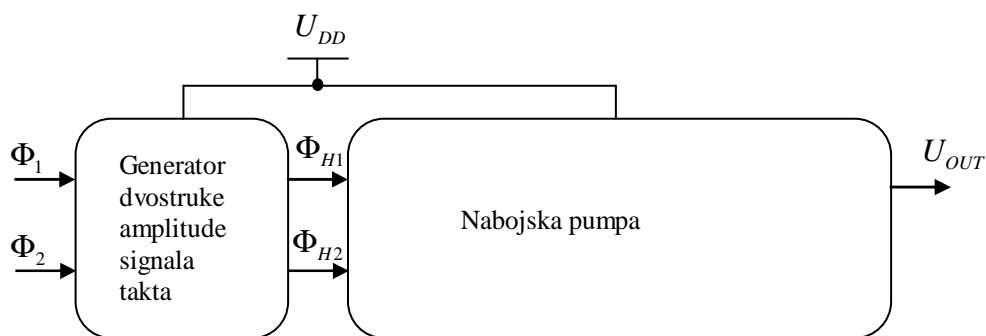 U_DD
Φ_1
Φ_2
Generator
dvostruke
amplitude
signala
takta
Φ_H1
Φ_H2
Nabojska pumpa
U_OUT